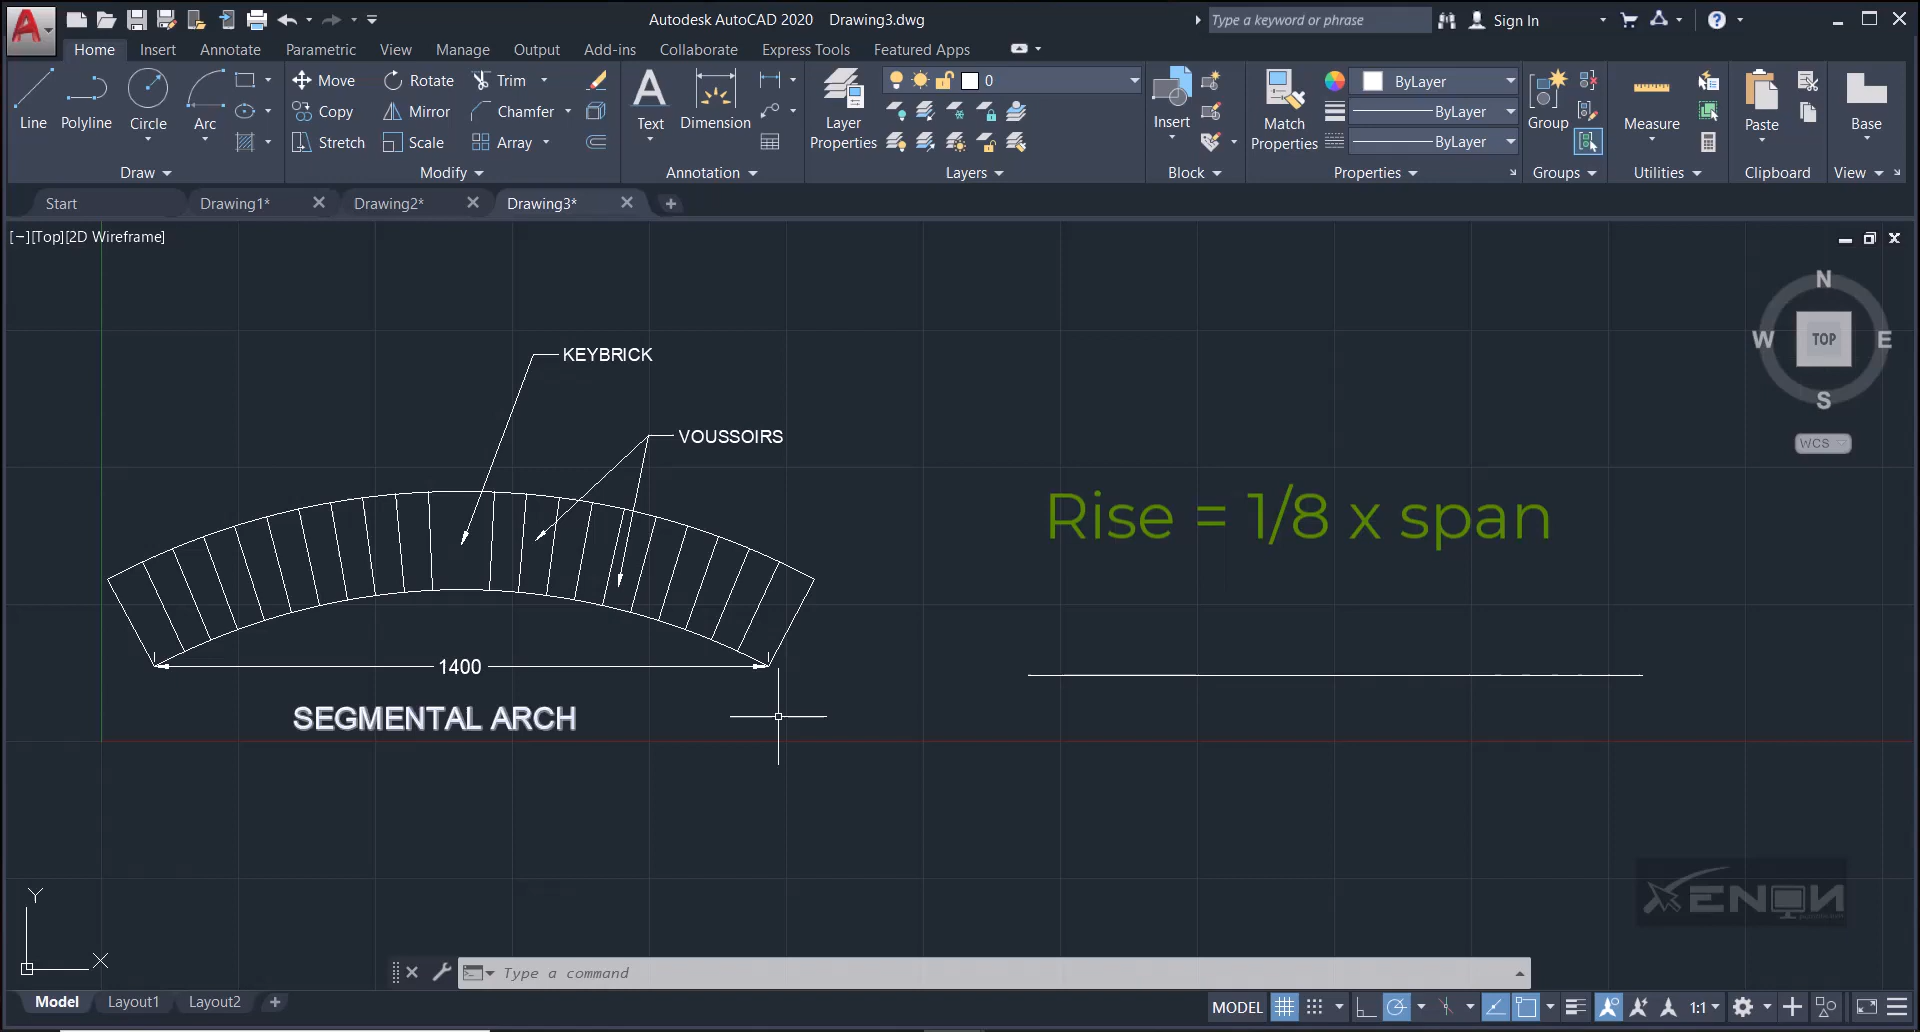 Autodesk AutoCAD 2020 Drawing3.dwg
Type a keyword or phrase
Sign In
Home Insert Annotate Parametric View Manage Output Add-ins Collaborate Express Tools Featured Apps
Line Polyline Circle Arc
Move Rotate Trim
Copy Mirror Chamfer
Stretch Scale Array
Text Dimension
Layer
Properties
0
Insert
Match
Properties
ByLayer
ByLayer
ByLayer
Group
Measure
Paste
Base
Draw Modify Annotation Layers Block Properties Groups Utilities Clipboard View
Start Drawing1* Drawing2* Drawing3*
[−][Top][2D Wireframe]
N
W TOP E
S
WCS
KEYBRICK
VOUSSOIRS
Rise = 1/8 x span
1400
SEGMENTAL ARCH
XENON
Y
X
Type a command
Model Layout1 Layout2
MODEL
1:1